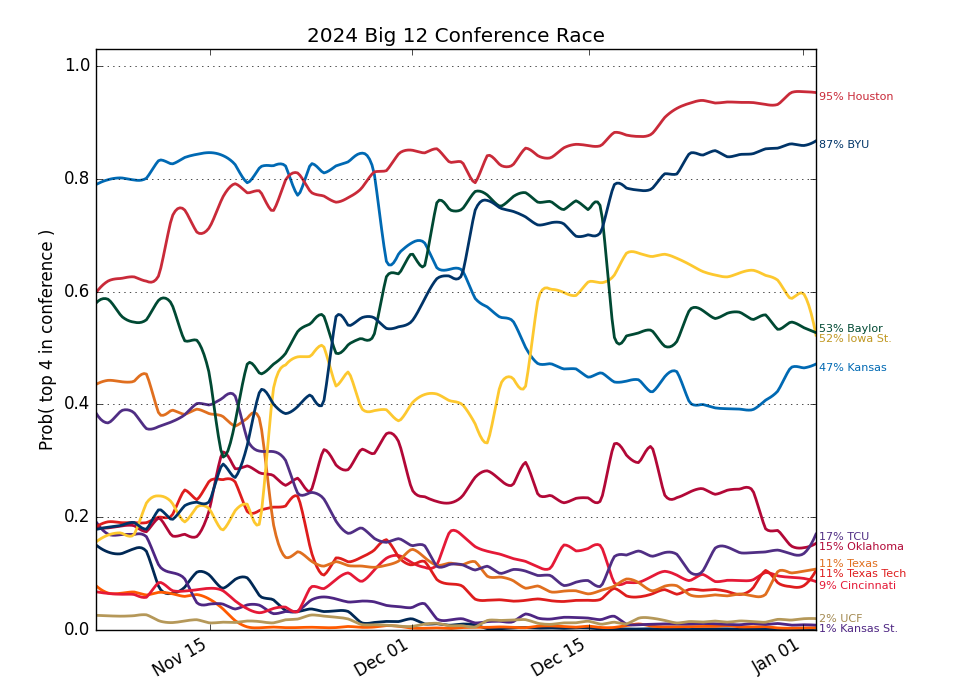 2024 Big 12 Conference Race
Prob( top 4 in conference )
1.0
0.8
0.6
0.4
0.2
0.0
Nov 15
Dec 01
Dec 15
Jan 01
95% Houston
87% BYU
53% Baylor
52% Iowa St.
47% Kansas
17% TCU
15% Oklahoma
11% Texas
11% Texas Tech
9% Cincinnati
2% UCF
1% Kansas St.